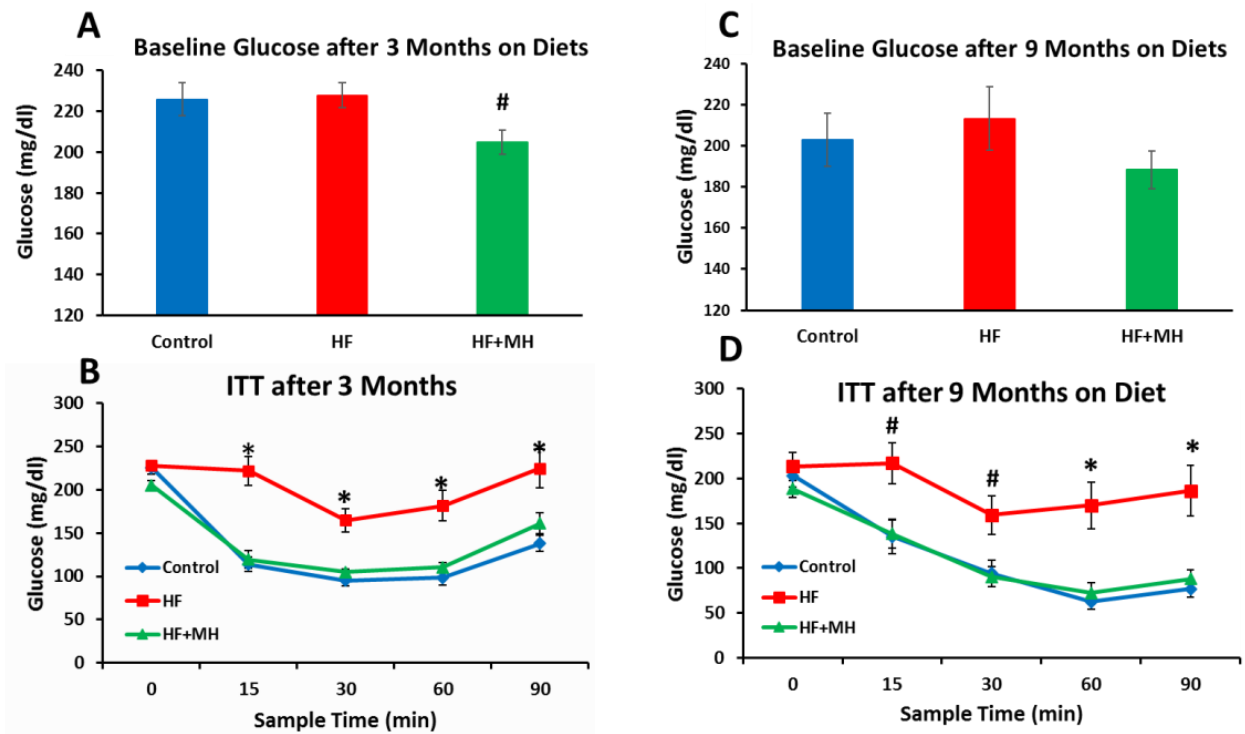 A
Baseline Glucose after 3 Months on Diets
Glucose (mg/dl)
240
220
200
180
160
140
120
#
Control
HF
HF+MH
C
Baseline Glucose after 9 Months on Diets
Glucose (mg/dl)
240
220
200
180
160
140
120
Control
HF
HF+MH
B
ITT after 3 Months
Glucose (mg/dl)
300
250
200
150
100
50
0
*
*
*
*
Control
HF
HF+MH
0
15
30
60
90
Sample Time (min)
D
ITT after 9 Months on Diet
Glucose (mg/dl)
300
250
200
150
100
50
0
#
#
*
*
Control
HF
HF+MH
0
15
30
60
90
Sample Time (min)